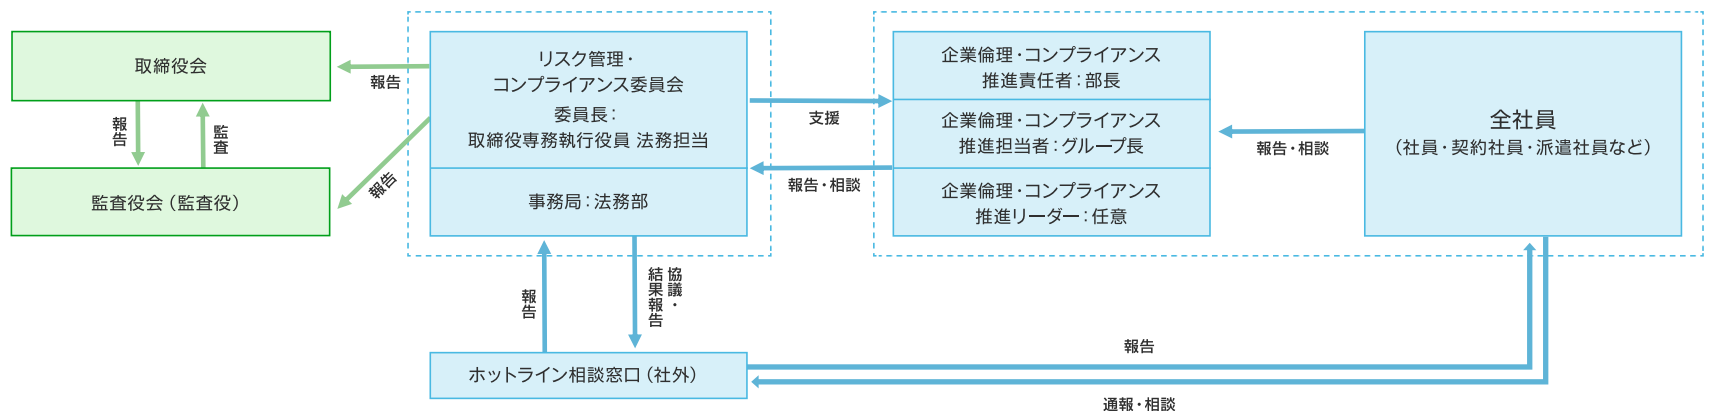 取締役会
報告
監査
監査役会（監査役）
報告
報告
リスク管理・
コンプライアンス委員会
委員長：
取締役専務執行役員 法務担当
事務局：法務部
支援
報告・相談
企業倫理・コンプライアンス
推進責任者：部長
企業倫理・コンプライアンス
推進担当者：グループ長
企業倫理・コンプライアンス
推進リーダー：任意
報告・相談
全社員
（社員・契約社員・派遣社員など）
報告
協議・
結果報告
ホットライン相談窓口（社外）
報告
通報・相談